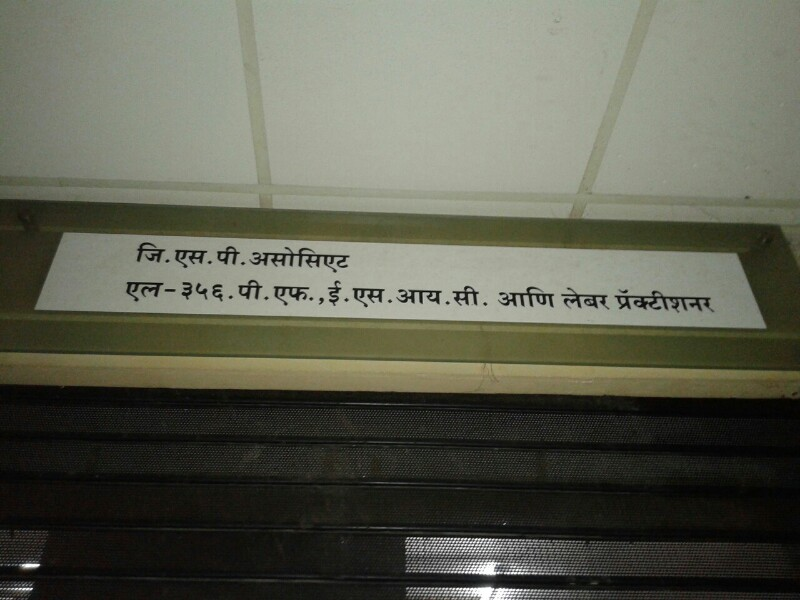 जि.एस.पी.असोसिएट
एल-३५६.पी.एफ.,ई.एस.आय.सी. आणि लेबर प्रॅक्टीशनर